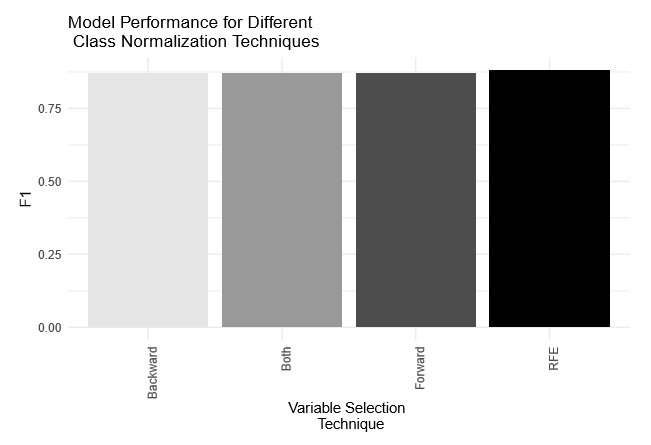 Model Performance for Different
Class Normalization Techniques
F1
0.75
0.50
0.25
0.00
Backward
Both
Forward
RFE
Variable Selection
Technique